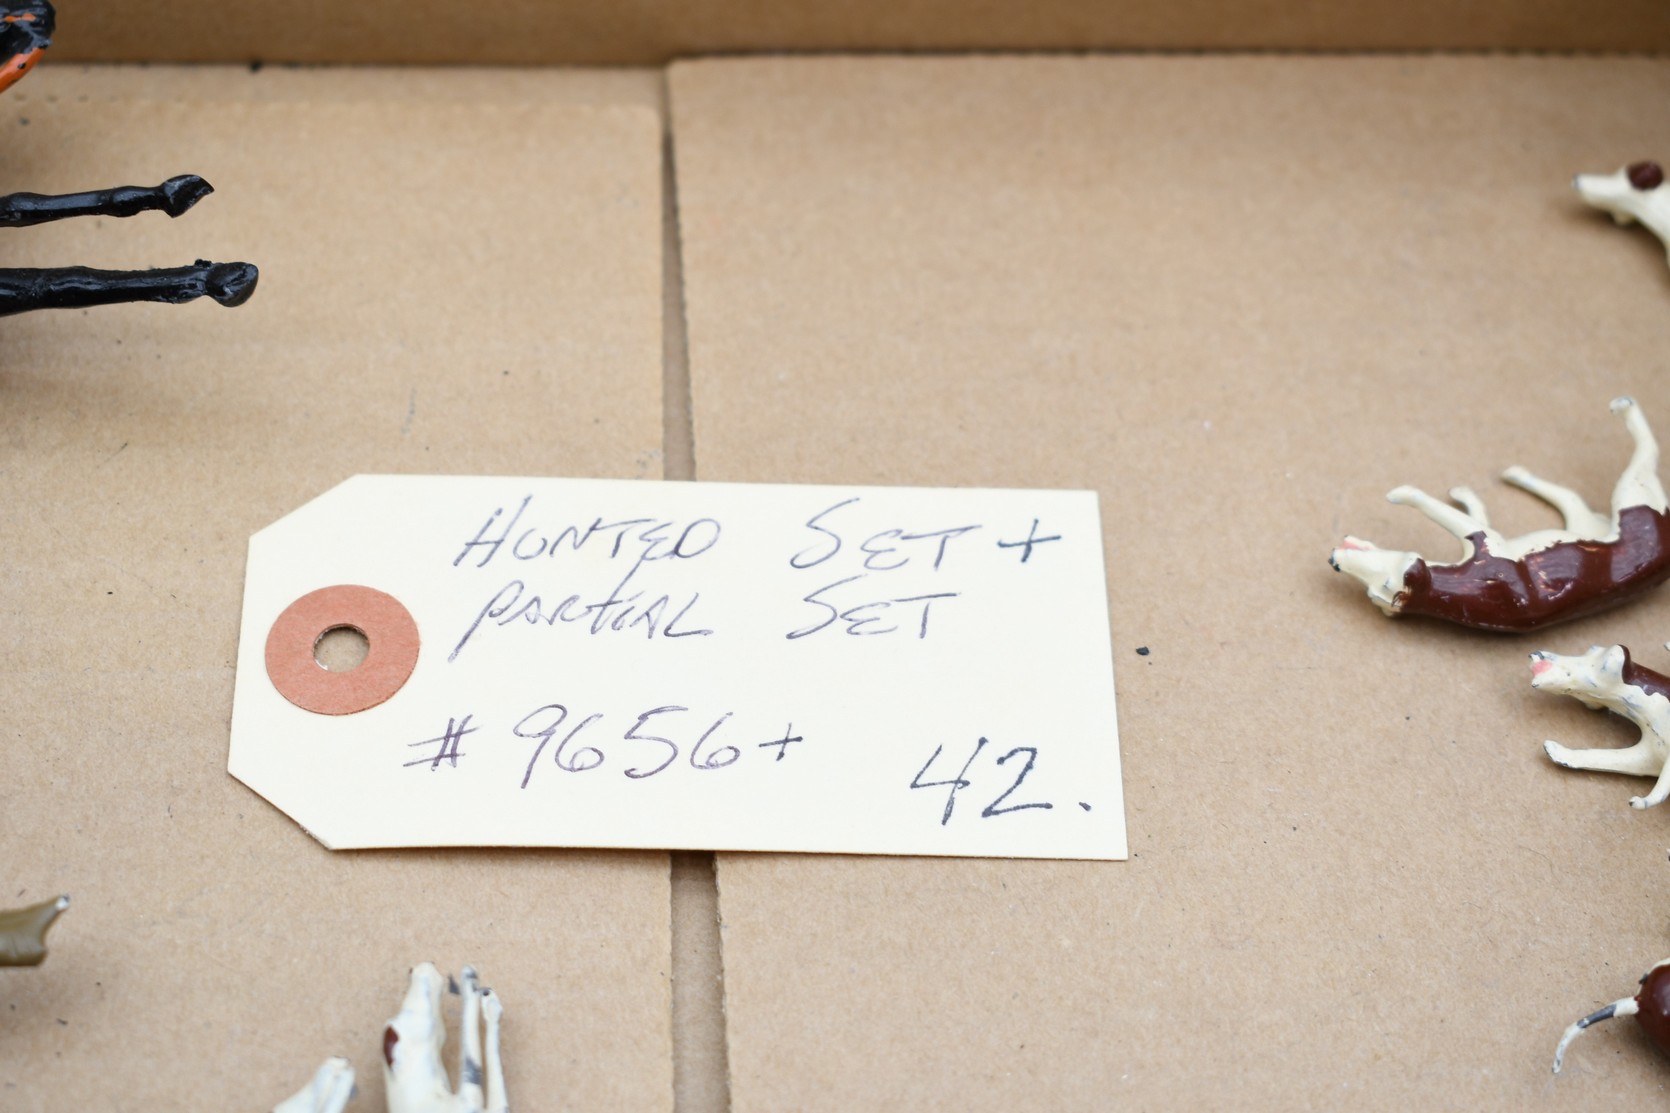 HUNTED SET +
PARTIAL SET
# 9656+ 42.